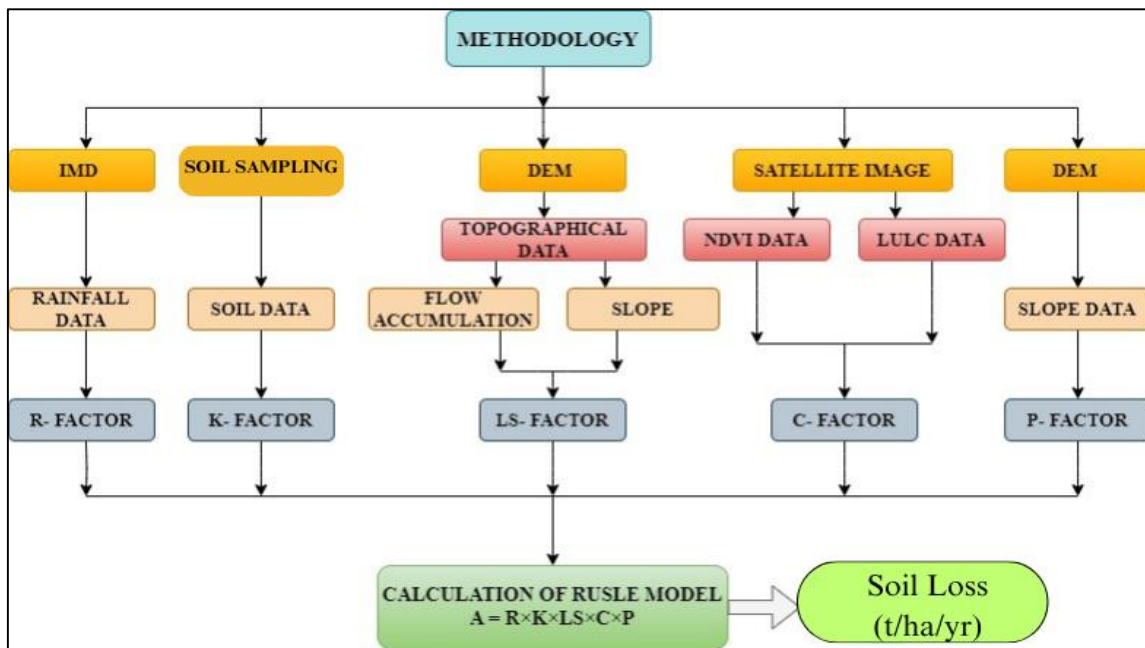 METHODOLOGY
IMD
SOIL SAMPLING
DEM
SATELLITE IMAGE
DEM
TOPOGRAPHICAL
DATA
NDVI DATA
LULC DATA
RAINFALL
DATA
SOIL DATA
FLOW
ACCUMULATION
SLOPE
SLOPE DATA
R- FACTOR
K- FACTOR
LS- FACTOR
C- FACTOR
P- FACTOR
CALCULATION OF RUSLE MODEL
A = R×K×LS×C×P
Soil Loss
(t/ha/yr)